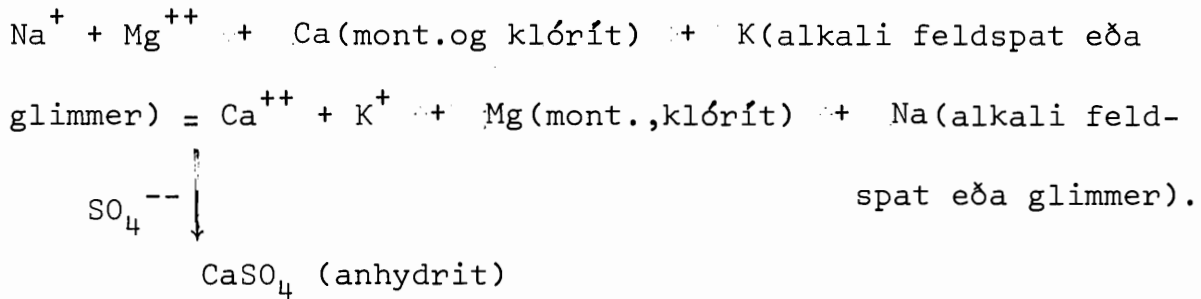 Na⁺ + Mg⁺⁺ + Ca(mont.og klórít) + K(alkali feldspat eða
glimmer) = Ca⁺⁺ + K⁺ + Mg(mont.,klórít) + Na(alkali feld-
SO₄⁻⁻ ↓ spat eða glimmer).
CaSO₄ (anhydrit)